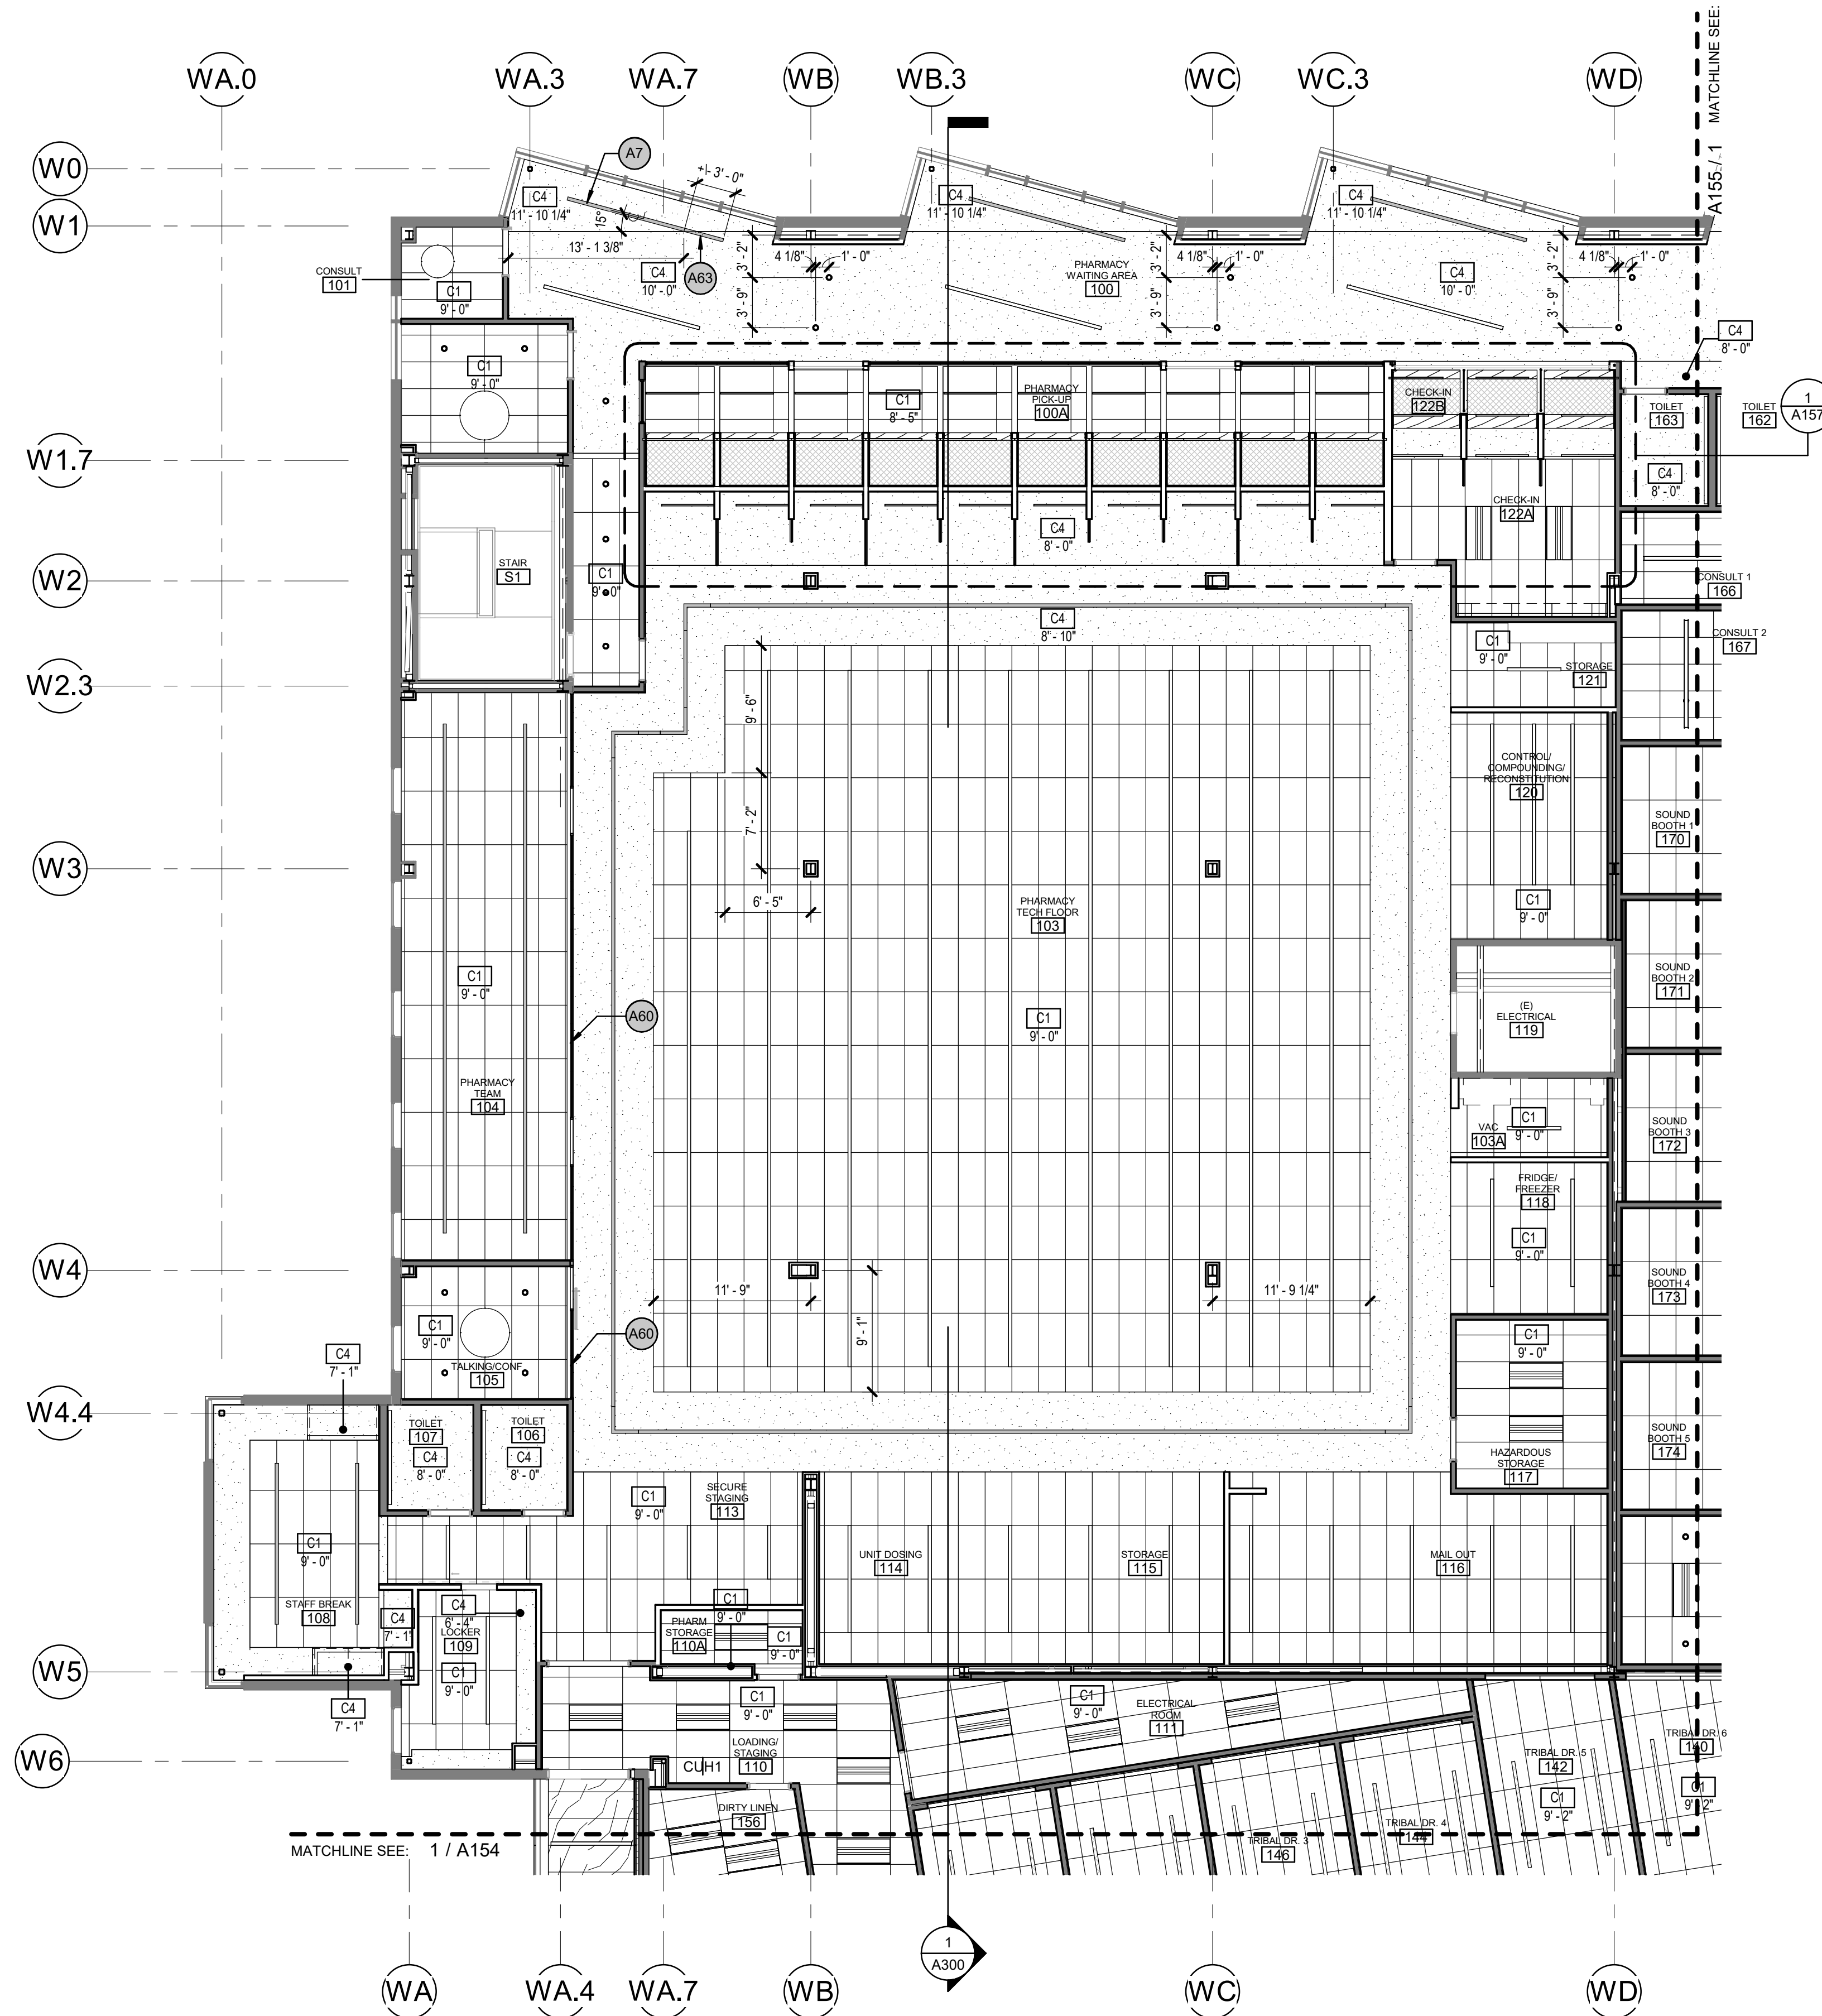 MATCHLINE SEE:
A155 / 1
WA.0
WA.3
WA.7
WB
WB.3
WC
WC.3
WD
W0
W1
W1.7
W2
W2.3
W3
W4
W4.4
W5
W6
A7
+/- 3' - 0"
15°
C4
11' - 10 1/4"
C4
11' - 10 1/4"
C4
11' - 10 1/4"
13' - 1 3/8"
A63
C4
10' - 0"
3' - 2"
3' - 9"
4 1/8"
1' - 0"
PHARMACY
WAITING AREA
100
3' - 2"
3' - 9"
4 1/8"
1' - 0"
C4
10' - 0"
3' - 2"
3' - 9"
4 1/8"
1' - 0"
CONSULT
101
C1
9' - 0"
C1
9' - 0"
C4
8' - 0"
C1
8' - 5"
PHARMACY
PICK-UP
100A
CHECK-IN
122B
TOILET
163
TOILET
162
1
A157
C4
8' - 0"
CHECK-IN
122A
C4
8' - 0"
STAIR
S1
C1
9' - 0"
CONSULT 1
166
C4
8' - 10"
C1
9' - 0"
STORAGE
121
CONSULT 2
167
9' - 6"
7' - 2"
6' - 5"
CONTROL/
COMPOUNDING/
RECONSTITUTION
120
C1
9' - 0"
SOUND
BOOTH 1
170
PHARMACY
TECH FLOOR
103
C1
9' - 0"
C1
9' - 0"
A60
SOUND
BOOTH 2
171
(E)
ELECTRICAL
119
PHARMACY
TEAM
104
C1
9' - 0"
VAC
103A
SOUND
BOOTH 3
172
FRIDGE/
FREEZER
118
C1
9' - 0"
SOUND
BOOTH 4
173
11' - 9"
11' - 9 1/4"
9' - 1"
A60
C1
9' - 0"
TALKING/CONF
105
C1
9' - 0"
C4
7' - 1"
TOILET
107
C4
8' - 0"
TOILET
106
C4
8' - 0"
HAZARDOUS
STORAGE
117
SOUND
BOOTH 5
174
SECURE
STAGING
113
C1
9' - 0"
C1
9' - 0"
UNIT DOSING
114
STORAGE
115
MAIL OUT
116
STAFF BREAK
108
C4
7' - 1"
C4
6' - 4"
LOCKER
109
C1
9' - 0"
C1
9' - 0"
PHARM
STORAGE
110A
C1
9' - 0"
C4
7' - 1"
C1
9' - 0"
C1
9' - 0"
ELECTRICAL
ROOM
111
LOADING/
STAGING
110
CUH1
TRIBAL DR. 5
142
C1
9' - 2"
TRIBAL DR. 6
140
C1
9' - 2"
DIRTY LINEN
156
TRIBAL DR. 4
144
TRIBAL DR. 3
146
MATCHLINE SEE: 1 / A154
1
A300
WA
WA.4
WA.7
WB
WC
WD